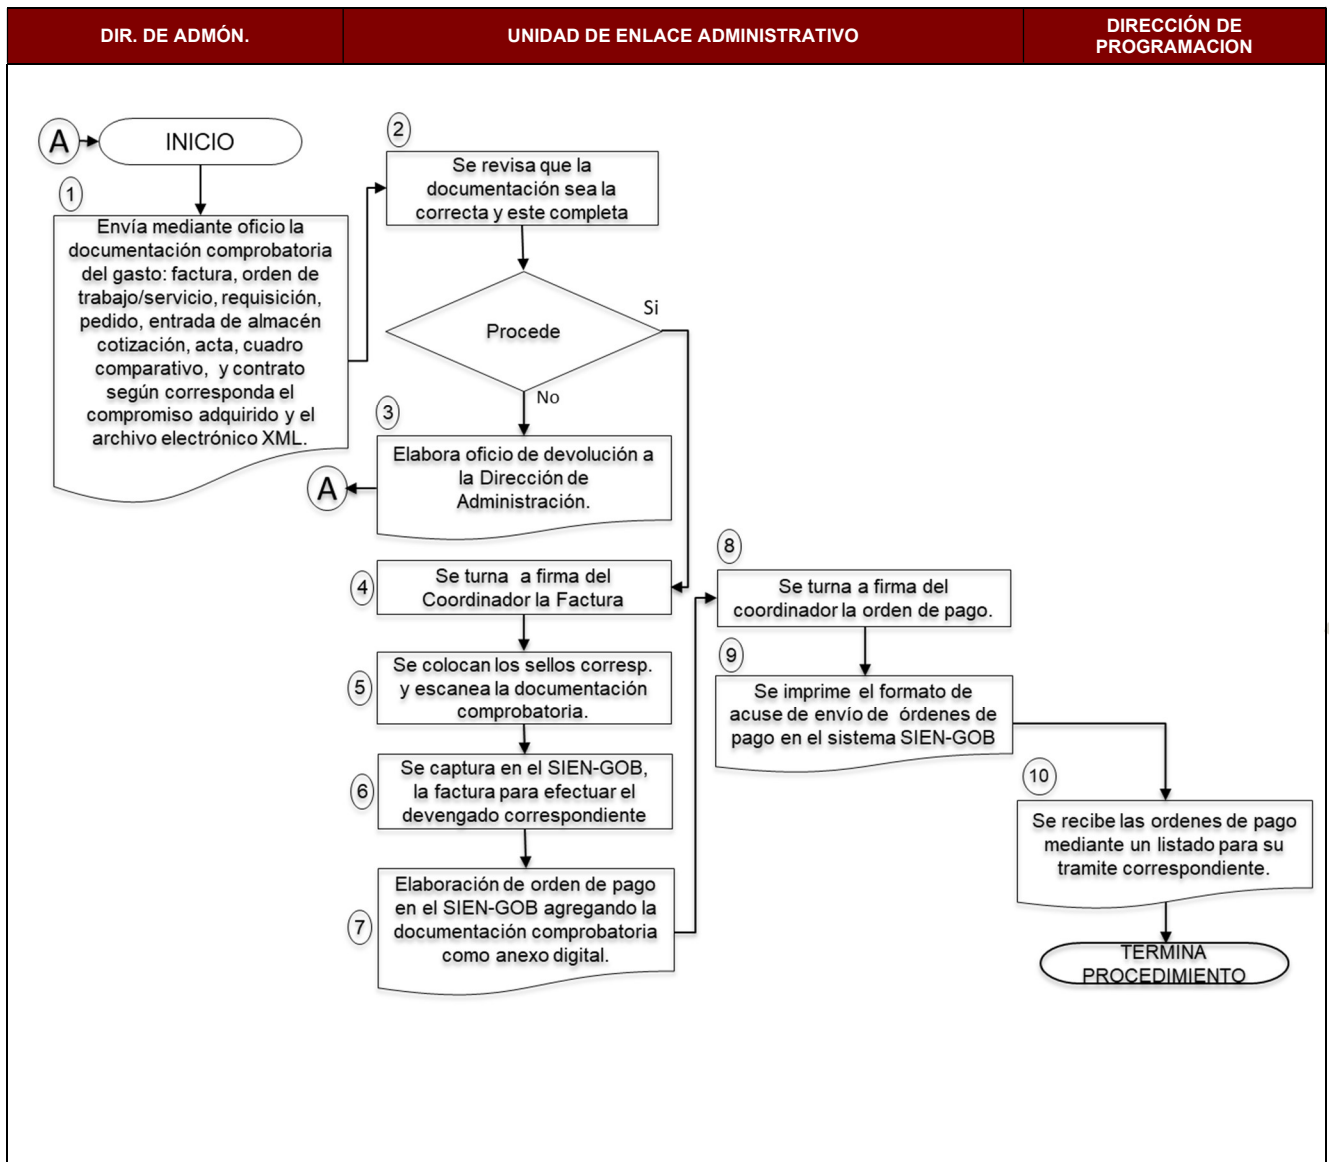 DIR. DE ADMÓN.
UNIDAD DE ENLACE ADMINISTRATIVO
DIRECCIÓN DE
PROGRAMACION
A
INICIO
1
Envía mediante oficio la
documentación comprobatoria
del gasto: factura, orden de
trabajo/servicio, requisición,
pedido, entrada de almacén
cotización, acta, cuadro
comparativo, y contrato
según corresponda el
compromiso adquirido y el
archivo electrónico XML.
2
Se revisa que la
documentación sea la
correcta y este completa
Procede
Si
No
3
Elabora oficio de devolución a
la Dirección de
Administración.
A
4
Se turna a firma del
Coordinador la Factura
5
Se colocan los sellos corresp.
y escanea la documentación
comprobatoria.
6
Se captura en el SIEN-GOB,
la factura para efectuar el
devengado correspondiente
7
Elaboración de orden de pago
en el SIEN-GOB agregando la
documentación comprobatoria
como anexo digital.
8
Se turna a firma del
coordinador la orden de pago.
9
Se imprime el formato de
acuse de envío de órdenes de
pago en el sistema SIEN-GOB
10
Se recibe las ordenes de pago
mediante un listado para su
tramite correspondiente.
TERMINA
PROCEDIMIENTO